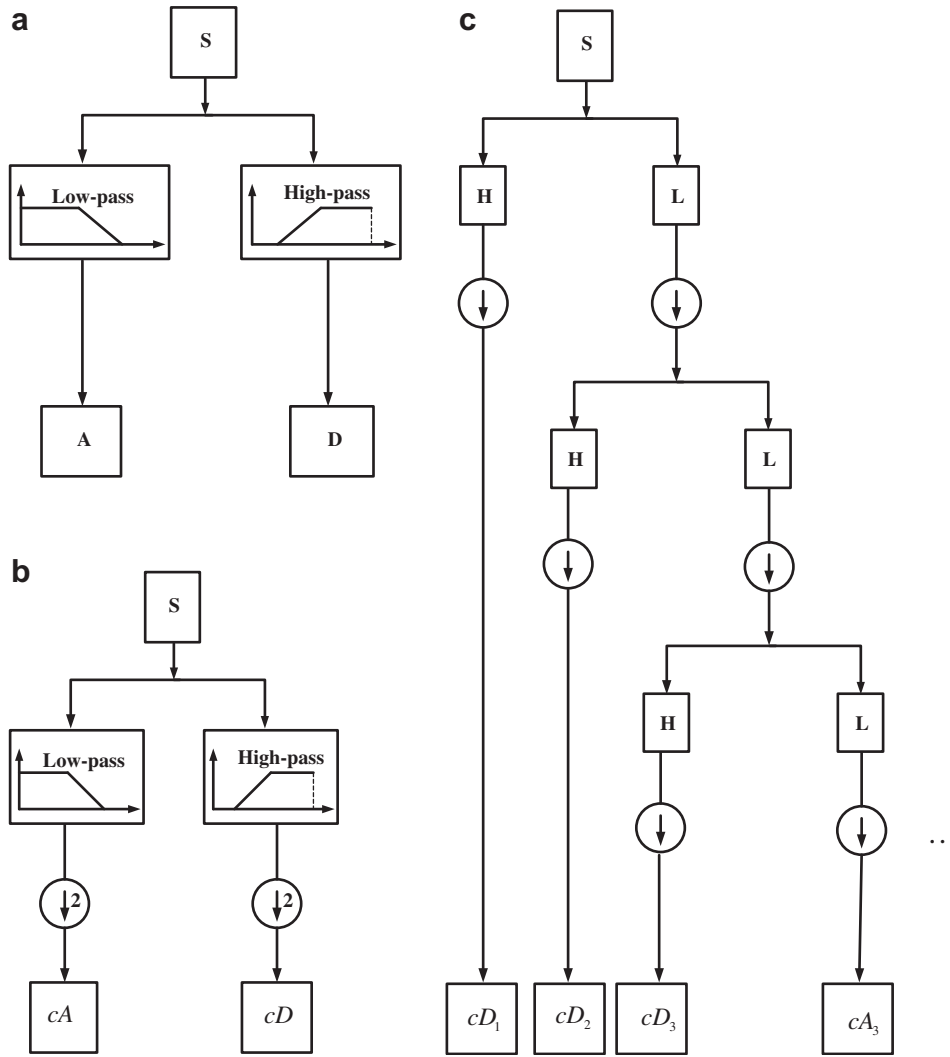 a
S
Low-pass
High-pass
A
D
b
S
Low-pass
High-pass
↓2
↓2
cA
cD
c
S
H
L
↓
↓
H
L
↓
↓
H
L
↓
↓
..
cD₁
cD₂
cD₃
cA₃